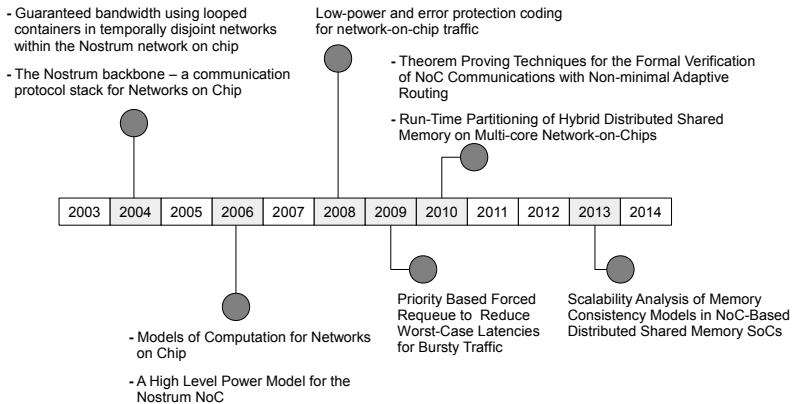 - Guaranteed bandwidth using looped
containers in temporally disjoint networks
within the Nostrum network on chip
- The Nostrum backbone – a communication
protocol stack for Networks on Chip
Low-power and error protection coding
for network-on-chip traffic
- Theorem Proving Techniques for the Formal Verification
of NoC Communications with Non-minimal Adaptive
Routing
- Run-Time Partitioning of Hybrid Distributed Shared
Memory on Multi-core Network-on-Chips
2003 2004 2005 2006 2007 2008 2009 2010 2011 2012 2013 2014
- Models of Computation for Networks
on Chip
- A High Level Power Model for the
Nostrum NoC
Priority Based Forced
Requeue to Reduce
Worst-Case Latencies
for Bursty Traffic
Scalability Analysis of Memory
Consistency Models in NoC-Based
Distributed Shared Memory SoCs